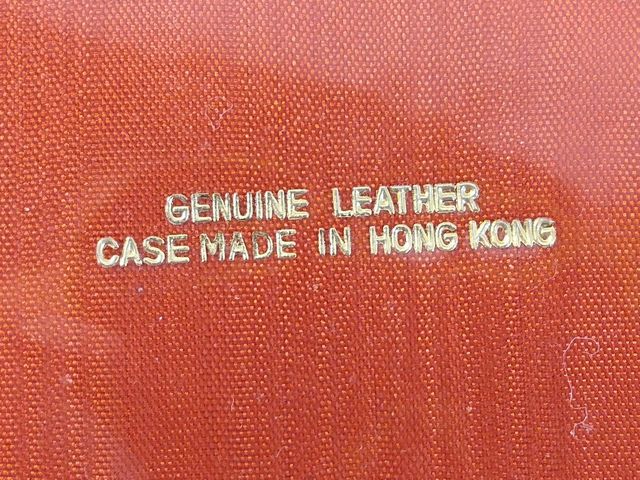 GENUINE LEATHER
CASE MADE IN HONG KONG